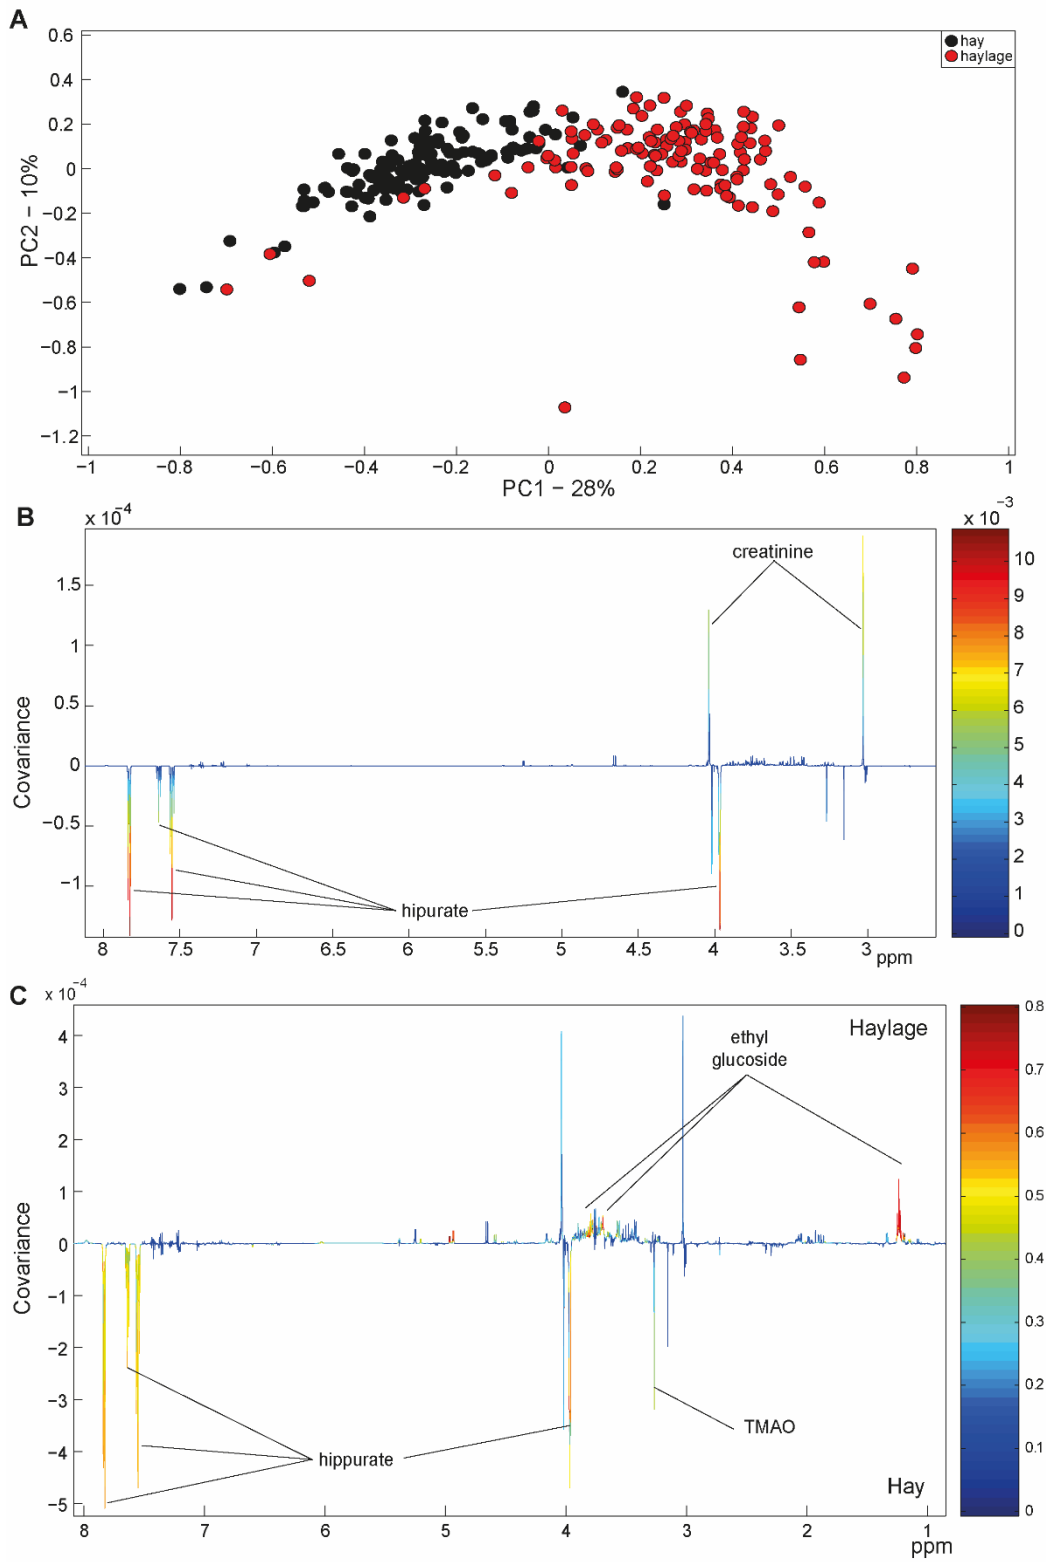 A
hay
haylage
0.6
0.4
0.2
0
−0.2
−0.4
−0.6
−0.8
−1
−1.2
PC2 − 10%
−1 −0.8 −0.6 −0.4 −0.2 0 0.2 0.4 0.6 0.8 1
PC1 − 28%
B
x 10⁻⁴
x 10⁻³
creatinine
1.5
1
0.5
0
−0.5
−1
Covariance
hipurate
10
9
8
7
6
5
4
3
2
1
0
8 7.5 7 6.5 6 5.5 5 4.5 4 3.5 3
ppm
C
x 10⁻⁴
Haylage
ethyl
glucoside
4
3
2
1
0
−1
−2
−3
−4
−5
Covariance
TMAO
hippurate
Hay
0.8
0.7
0.6
0.5
0.4
0.3
0.2
0.1
0
8 7 6 5 4 3 2 1
ppm